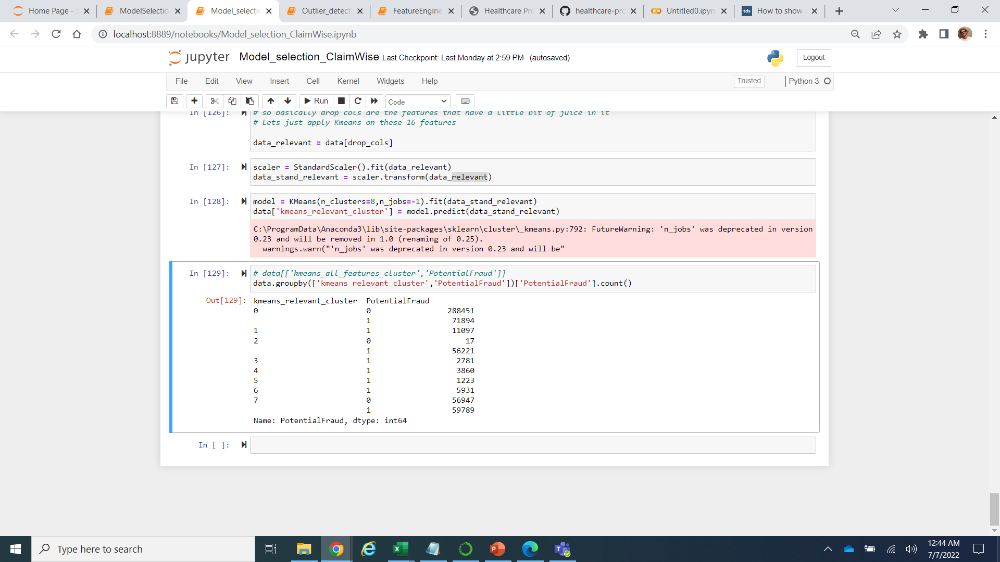 Home Page - S
ModelSelectio
Model_selectio
Outlier_detect
FeatureEngine
Healthcare Pro
healthcare-pro
Untitled0.ipyn
tds How to show
localhost:8889/notebooks/Model_selection_ClaimWise.ipynb
jupyter Model_selection_ClaimWise Last Checkpoint: Last Monday at 2:59 PM (autosaved)
Logout
File Edit View Insert Cell Kernel Widgets Help
Trusted
Python 3
Run
Code
In [126]: # so basically drop cols are the features that have a little bit of juice in it
# Lets just apply Kmeans on these 16 features
data_relevant = data[drop_cols]
In [127]: scaler = StandardScaler().fit(data_relevant)
data_stand_relevant = scaler.transform(data_relevant)
In [128]: model = KMeans(n_clusters=8,n_jobs=-1).fit(data_stand_relevant)
data['kmeans_relevant_cluster'] = model.predict(data_stand_relevant)
C:\ProgramData\Anaconda3\lib\site-packages\sklearn\cluster\_kmeans.py:792: FutureWarning: 'n_jobs' was deprecated in version
0.23 and will be removed in 1.0 (renaming of 0.25).
warnings.warn("'n_jobs' was deprecated in version 0.23 and will be"
In [129]: # data[['kmeans_all_features_cluster','PotentialFraud']]
data.groupby(['kmeans_relevant_cluster','PotentialFraud'])['PotentialFraud'].count()
Out[129]: kmeans_relevant_cluster PotentialFraud
0 0 288451
1 71894
1 1 11097
2 0 17
1 56221
3 1 2781
4 1 3860
5 1 1223
6 1 5931
7 0 56947
1 59789
Name: PotentialFraud, dtype: int64
In [ ]:
Type here to search
12:44 AM
7/7/2022